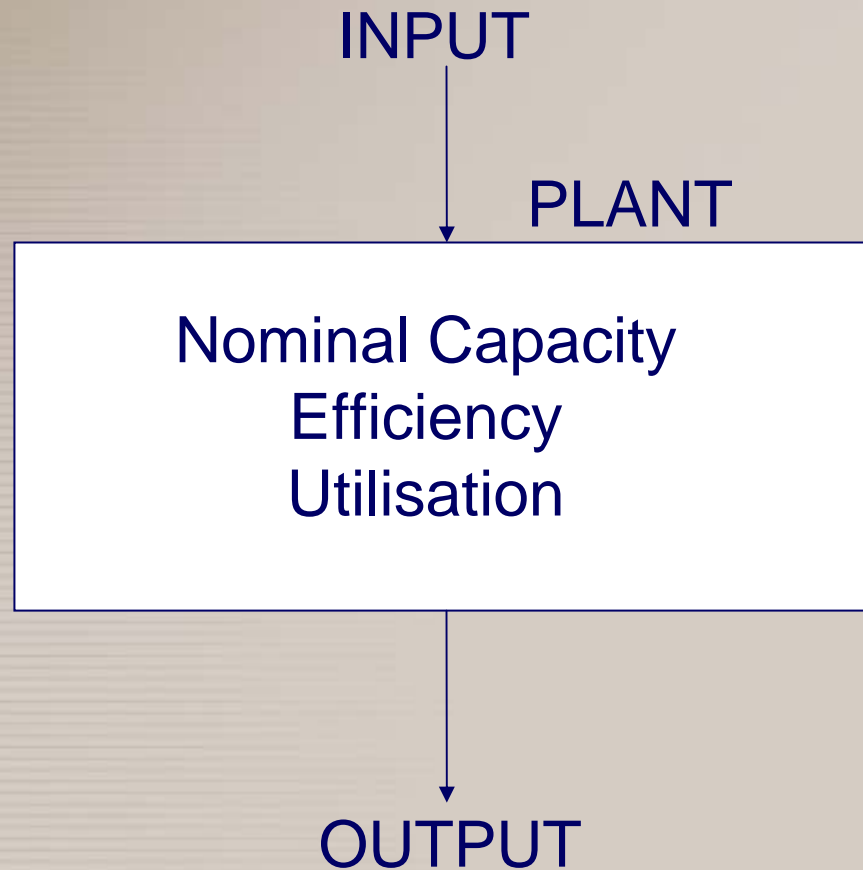 INPUT
PLANT
Nominal Capacity
Efficiency
Utilisation
OUTPUT